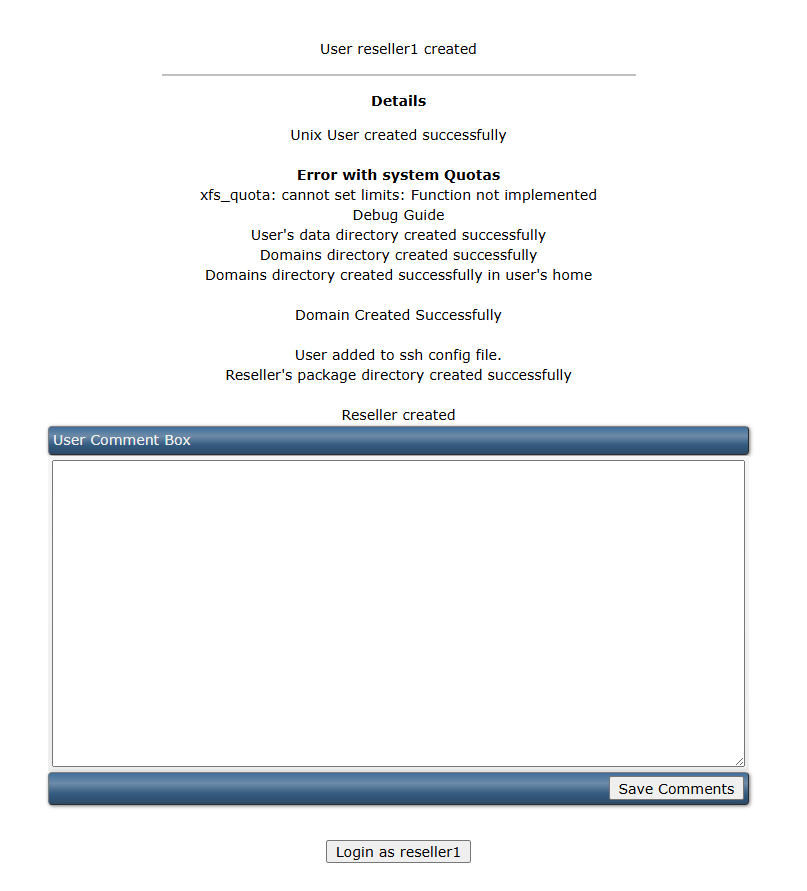 User reseller1 created
Details
Unix User created successfully
Error with system Quotas
xfs_quota: cannot set limits: Function not implemented
Debug Guide
User's data directory created successfully
Domains directory created successfully
Domains directory created successfully in user's home
Domain Created Successfully
User added to ssh config file.
Reseller's package directory created successfully
Reseller created
User Comment Box
Save Comments
Login as reseller1